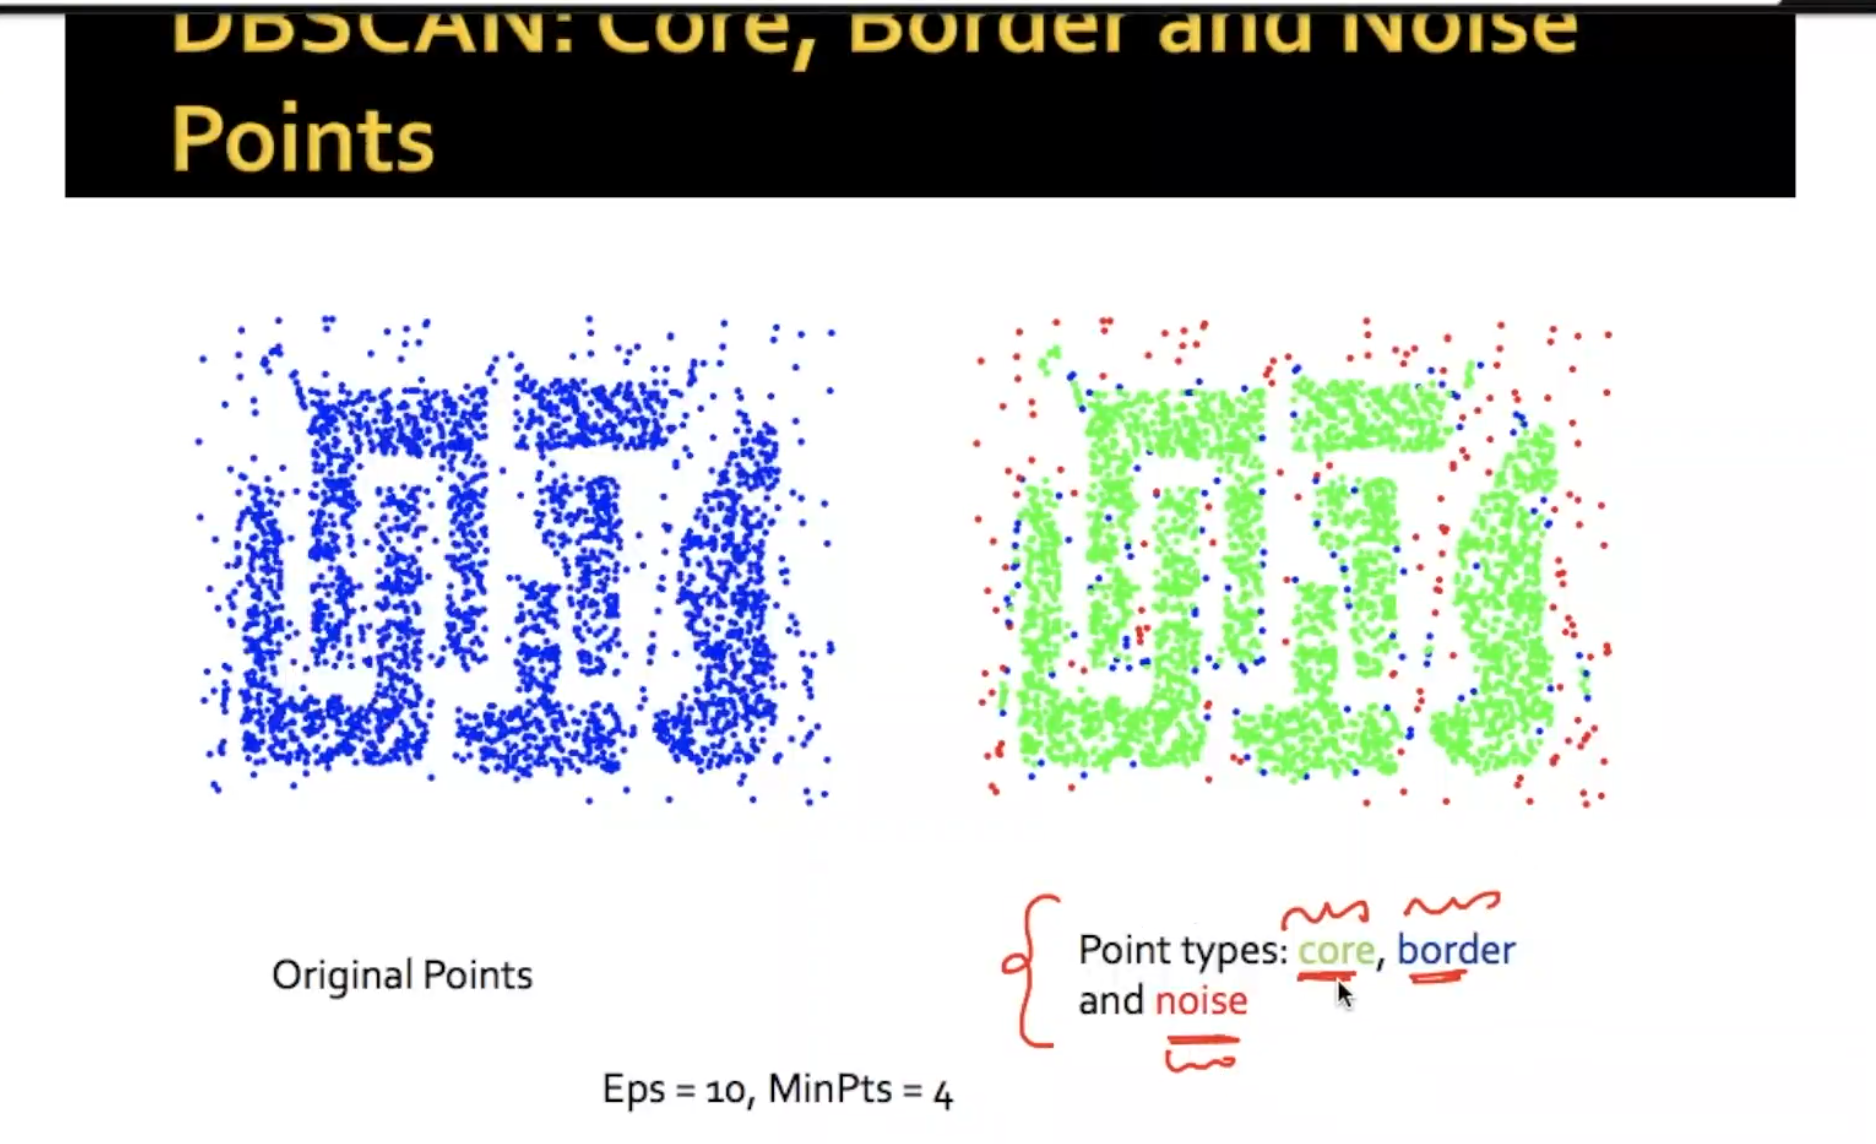 DBSCAN: Core, Border and Noise
Points
Original Points
Point types: core, border
and noise
Eps = 10, MinPts = 4